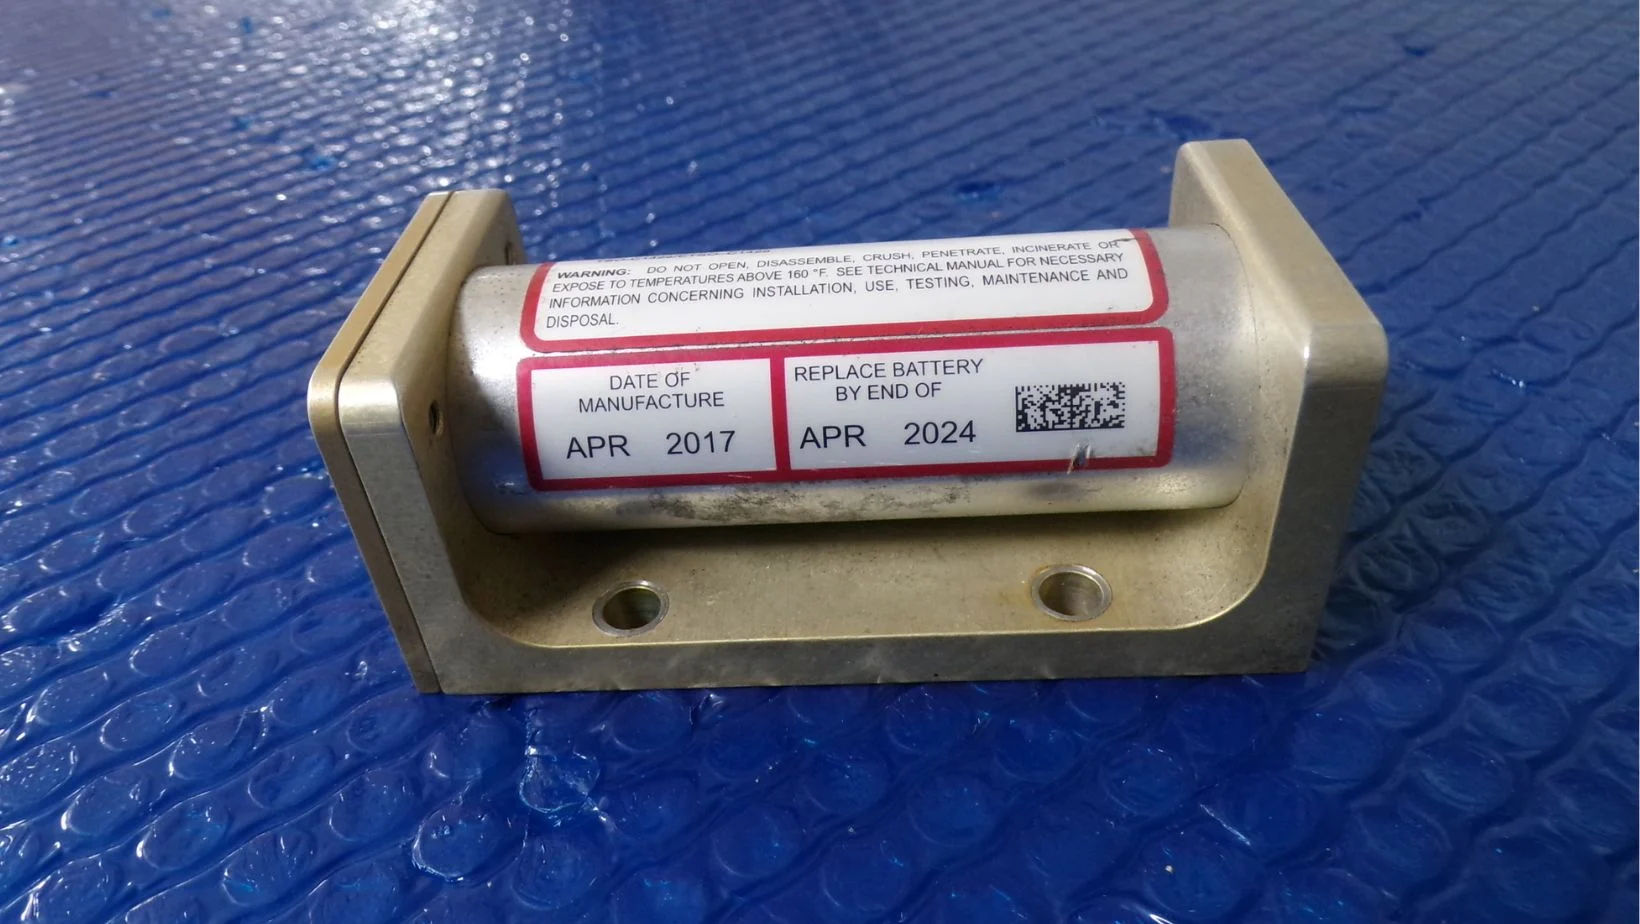 WARNING: DO NOT OPEN, DISASSEMBLE, CRUSH, PENETRATE, INCINERATE OR
EXPOSE TO TEMPERATURES ABOVE 160 °F. SEE TECHNICAL MANUAL FOR NECESSARY
INFORMATION CONCERNING INSTALLATION, USE, TESTING, MAINTENANCE AND
DISPOSAL.
DATE OF
MANUFACTURE
APR 2017
REPLACE BATTERY
BY END OF
APR 2024